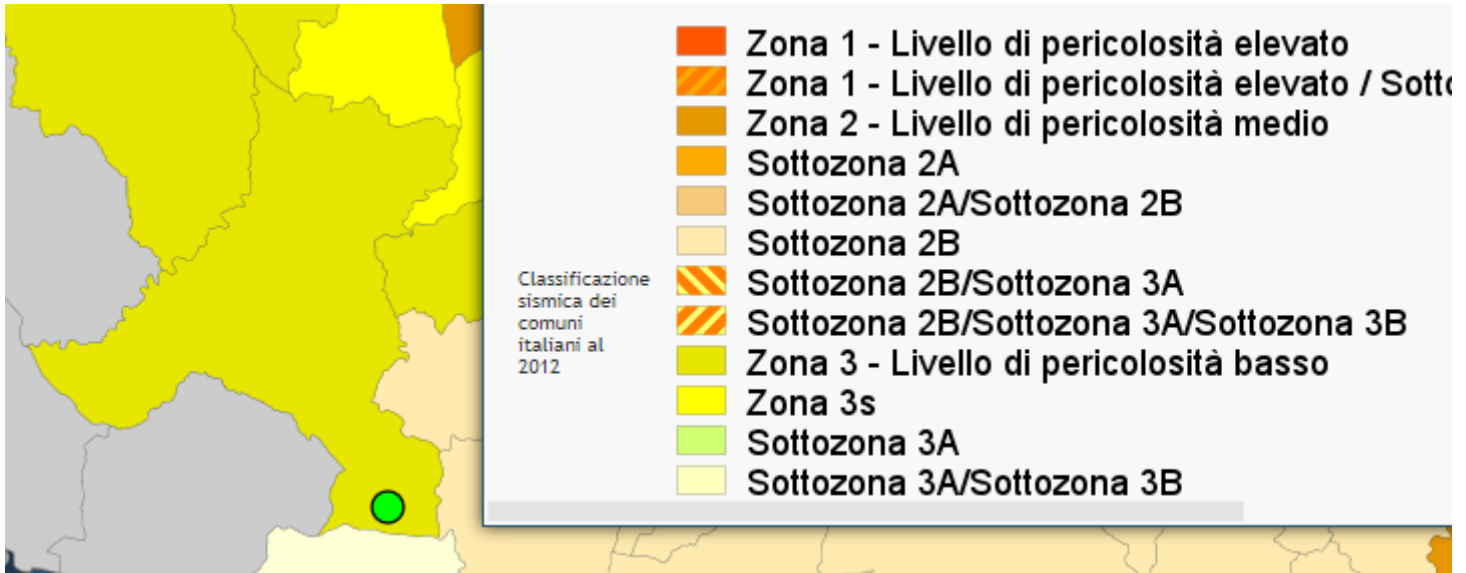 Zona 1 - Livello di pericolosità elevato
Zona 1 - Livello di pericolosità elevato /
Zona 2 - Livello di pericolosità medio
Sottozona 2A
Sottozona 2A/Sottozona 2B
Sottozona 2B
Classificazione
sismica dei
comuni
italiani al
2012
Sottozona 2B/Sottozona 3A
Sottozona 2B/Sottozona 3A/Sottozona 3B
Zona 3 - Livello di pericolosità basso
Zona 3s
Sottozona 3A
Sottozona 3A/Sottozona 3B